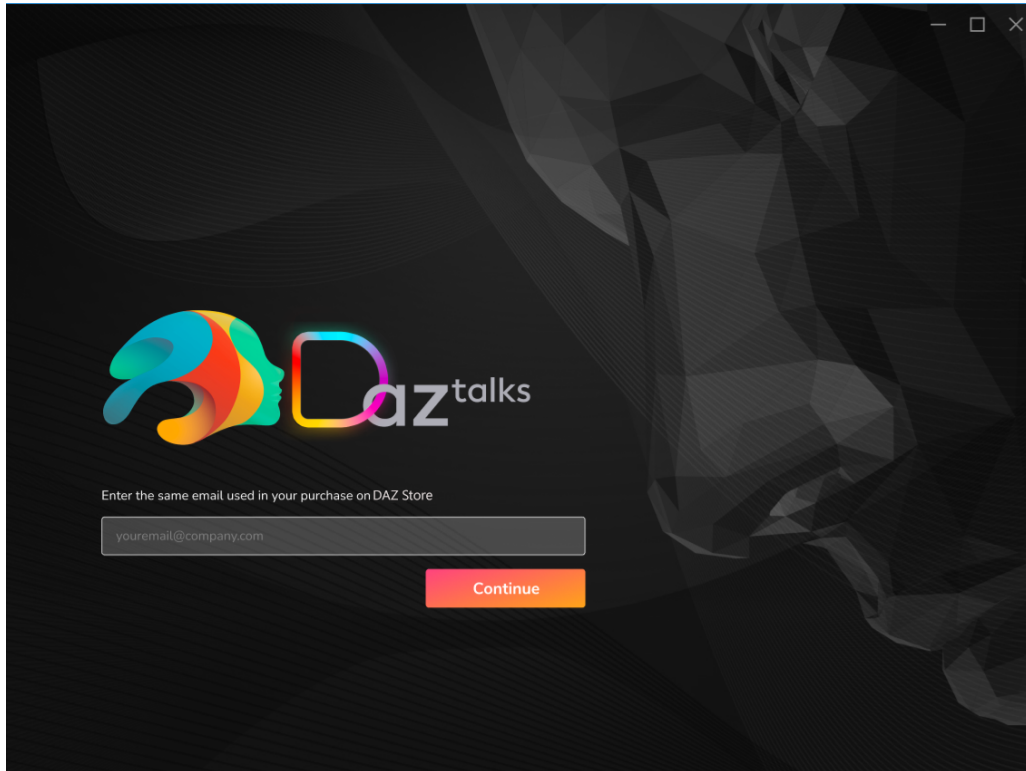 Daz talks
Enter the same email used in your purchase on DAZ Store
youremail@company.com
Continue